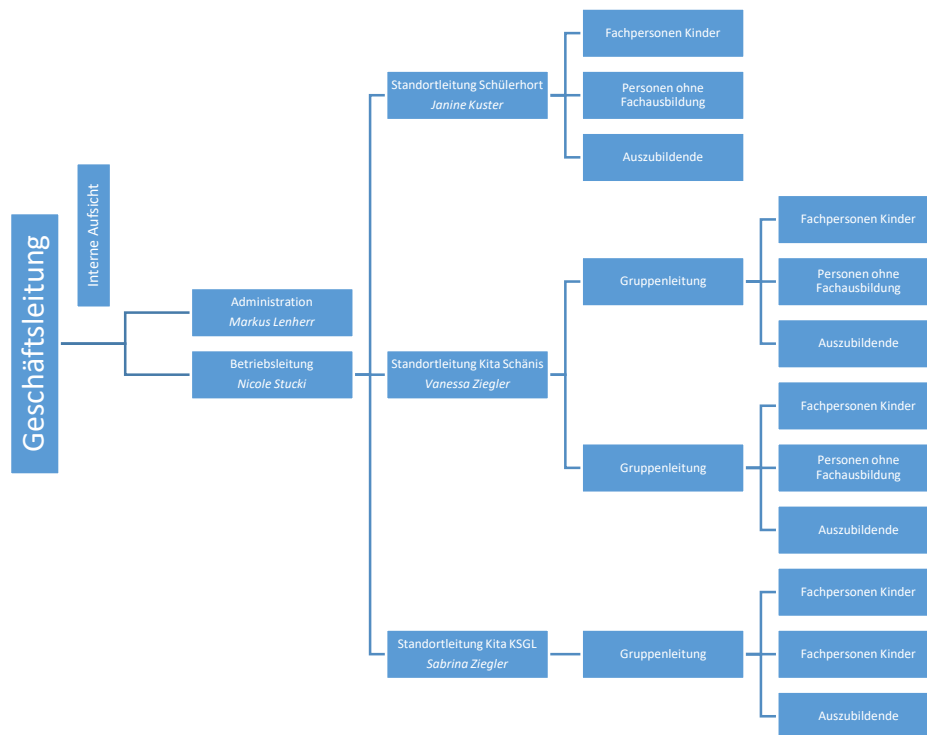 Geschäftsleitung
Interne Aufsicht
Administration
Markus Lenherr
Betriebsleitung
Nicole Stucki
Standortleitung Schülerhort
Janine Kuster
Fachpersonen Kinder
Personen ohne
Fachausbildung
Auszubildende
Standortleitung Kita Schänis
Vanessa Ziegler
Gruppenleitung
Fachpersonen Kinder
Personen ohne
Fachausbildung
Auszubildende
Gruppenleitung
Fachpersonen Kinder
Personen ohne
Fachausbildung
Auszubildende
Standortleitung Kita KSGL
Sabrina Ziegler
Gruppenleitung
Fachpersonen Kinder
Fachpersonen Kinder
Auszubildende